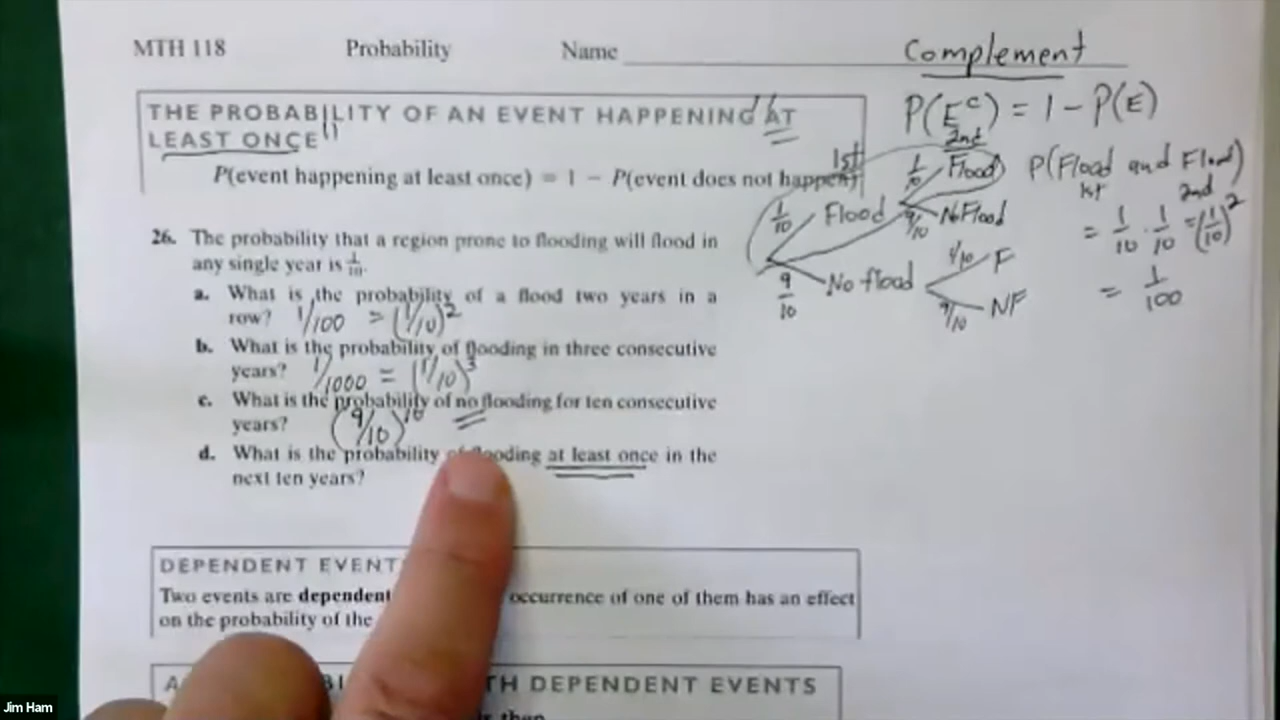 MTH 118 Probability Name
Complement
P(Eᶜ) = 1 − P(E)
THE PROBABILITY OF AN EVENT HAPPENING "AT
LEAST ONCE"
P(event happening at least once) = 1 − P(event does not happen)
1st
2nd
1/10 Flood
1/10 Flood
9/10 No Flood
9/10 No flood
1/10 F
9/10 NF
P(Flood and Flood)
1st 2nd
= 1/10 · 1/10 = (1/10)²
= 1/100
26. The probability that a region prone to flooding will flood in
any single year is 1/10.
a. What is the probability of a flood two years in a
row? 1/100 = (1/10)²
b. What is the probability of flooding in three consecutive
years? 1/1000 = (1/10)³
c. What is the probability of no flooding for ten consecutive
years? (9/10)¹⁰
d. What is the probability of flooding at least once in the
next ten years?
DEPENDENT EVENT
Two events are dependent occurrence of one of them has an effect
on the probability of the
TH DEPENDENT EVENTS
Jim Ham